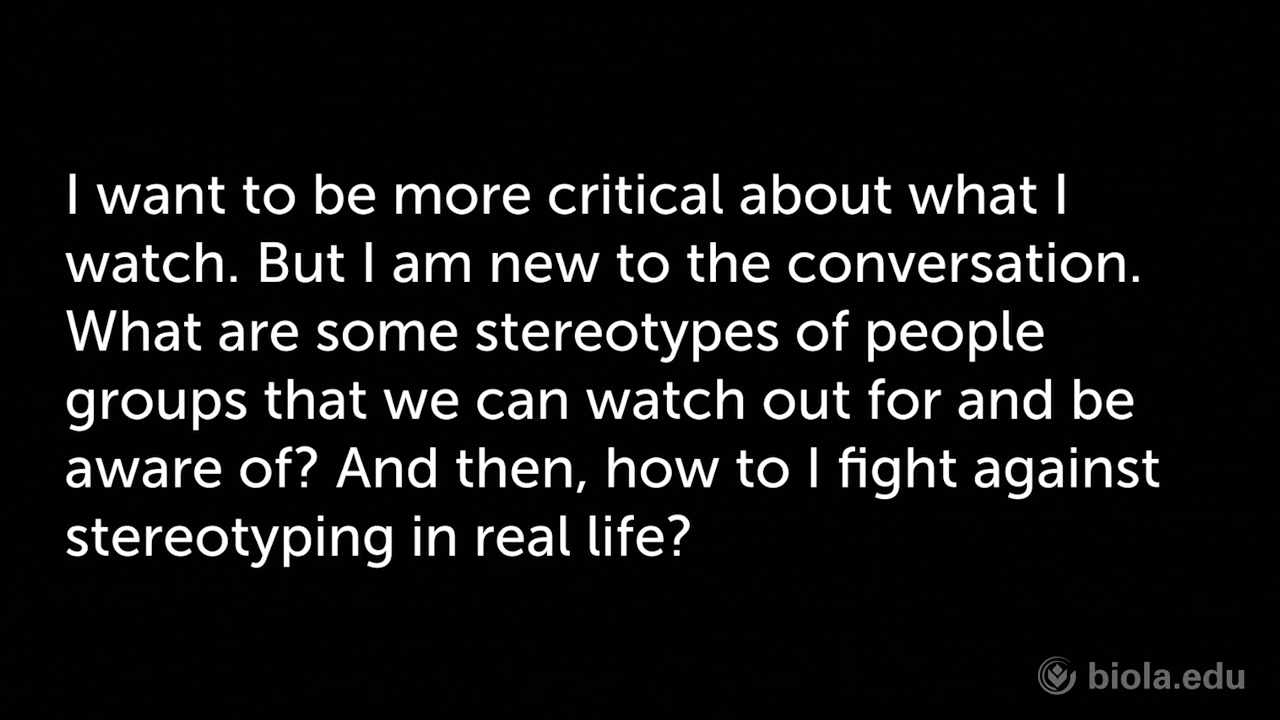 I want to be more critical about what I
watch. But I am new to the conversation.
What are some stereotypes of people
groups that we can watch out for and be
aware of? And then, how to I fight against
stereotyping in real life?
biola.edu